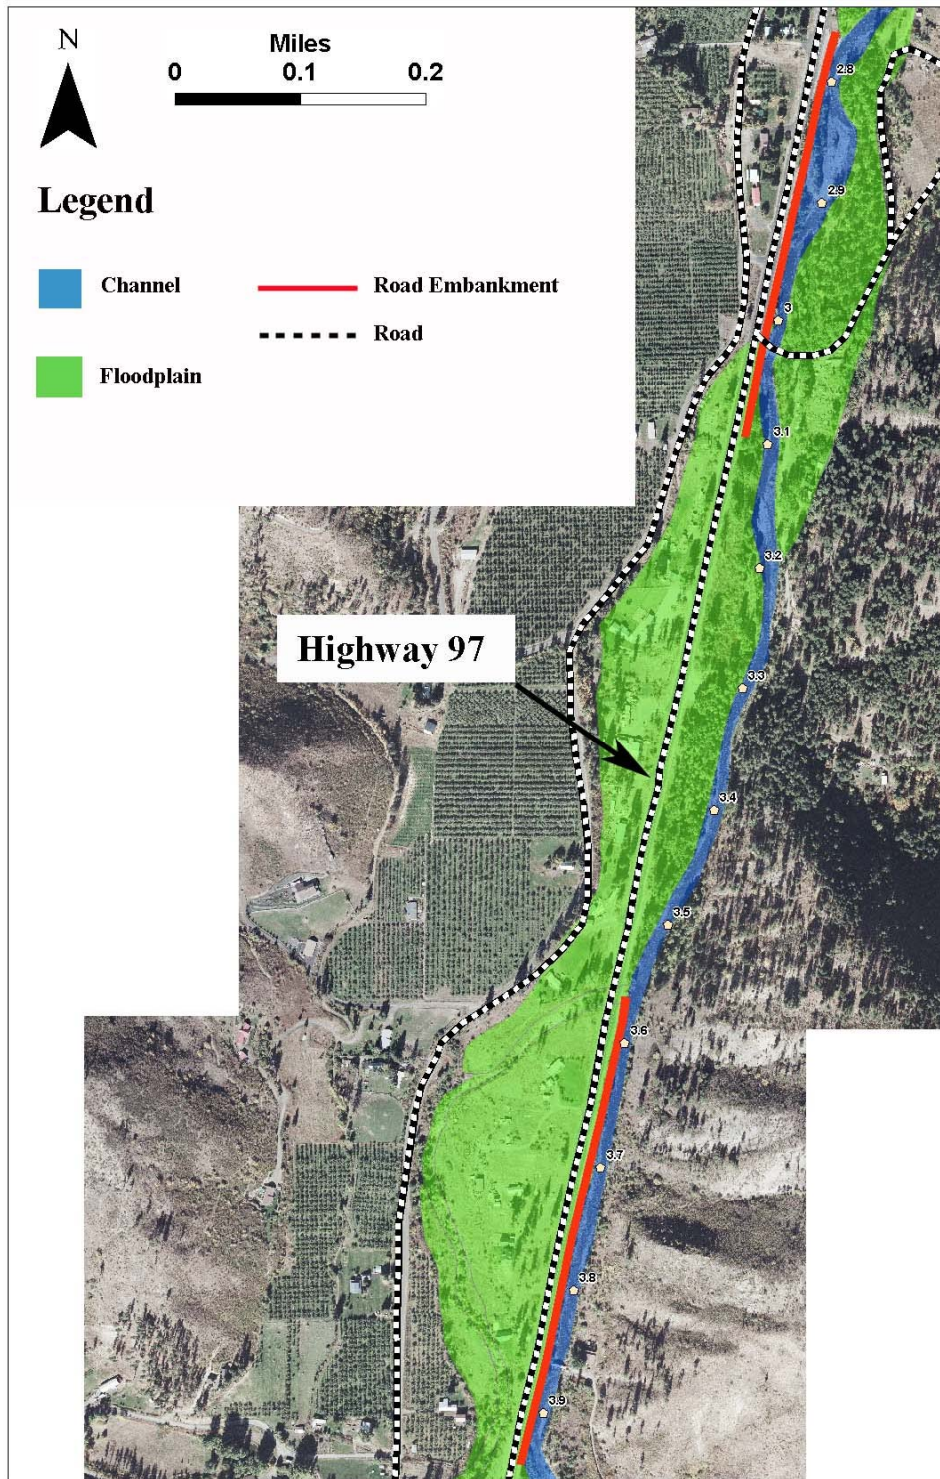 N
Miles
0 0.1 0.2
Legend
Channel
Road Embankment
Road
Floodplain
2.8
2.9
3
3.1
3.2
Highway 97
3.3
3.4
3.5
3.6
3.7
3.8
3.9